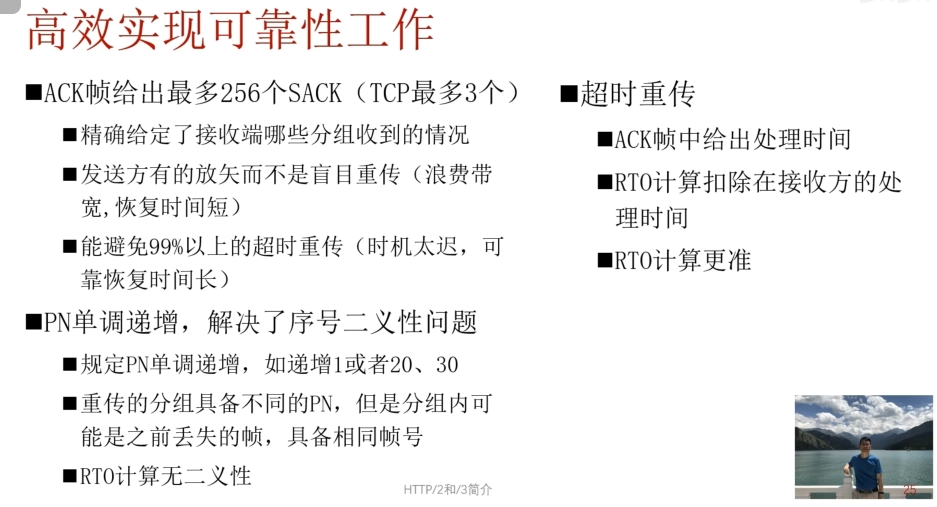 高效实现可靠性工作
■ACK帧给出最多256个SACK（TCP最多3个）
■精确给定了接收端哪些分组收到的情况
■发送方有的放矢而不是盲目重传（浪费带
宽,恢复时间短）
■能避免99%以上的超时重传（时机太迟，可
靠恢复时间长）
■PN单调递增，解决了序号二义性问题
■规定PN单调递增，如递增1或者20、30
■重传的分组具备不同的PN，但是分组内可
能是之前丢失的帧，具备相同帧号
■RTO计算无二义性
■超时重传
■ACK帧中给出处理时间
■RTO计算扣除在接收方的处
理时间
■RTO计算更准
HTTP/2和/3简介
25